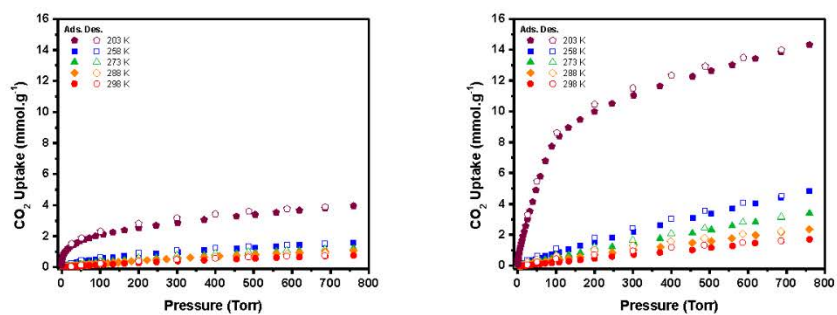 16
14
12
10
8
6
4
2
0
CO2 Uptake (mmol.g-1)
Ads. Des.
203 K
258 K
273 K
288 K
298 K
0 100 200 300 400 500 600 700 800
Pressure (Torr)
16
14
12
10
8
6
4
2
0
CO2 Uptake (mmol.g-1)
Ads. Des.
203 K
258 K
273 K
288 K
298 K
0 100 200 300 400 500 600 700 800
Pressure (Torr)